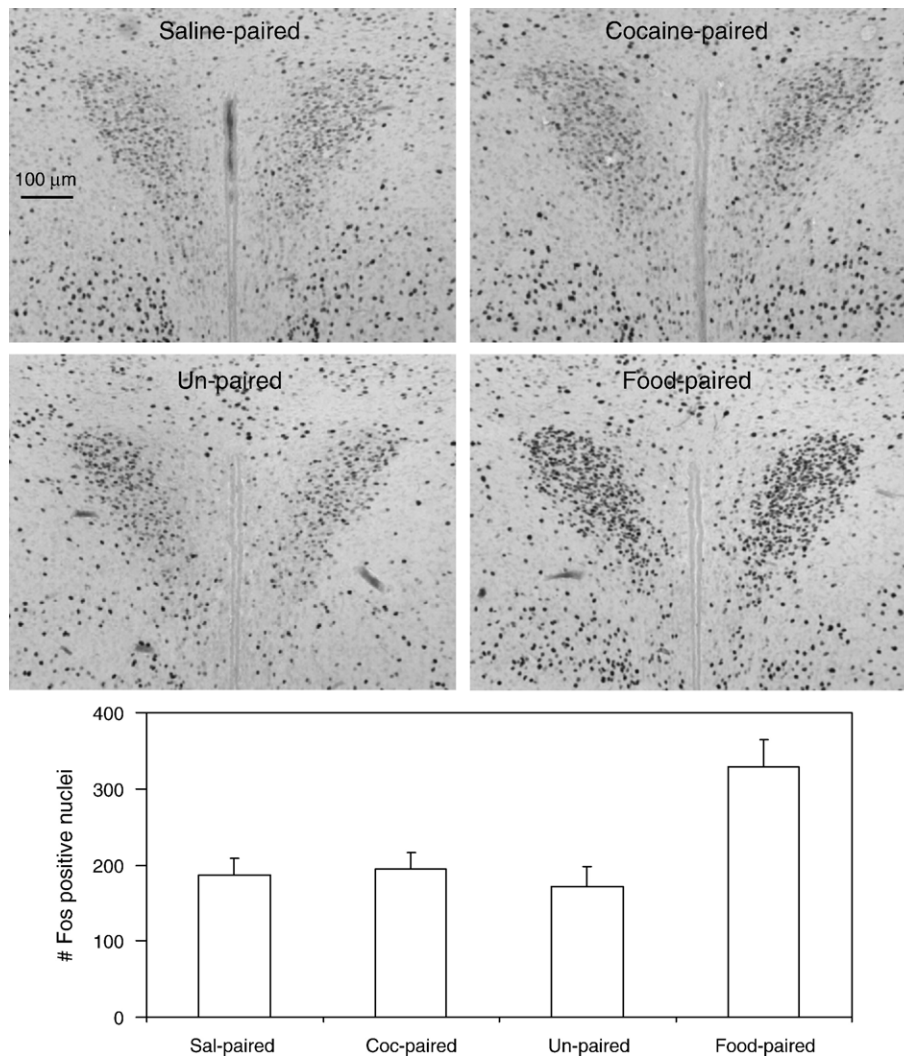 Saline-paired
Cocaine-paired
100 μm
Un-paired
Food-paired
# Fos positive nuclei
400
300
200
100
0
Sal-paired
Coc-paired
Un-paired
Food-paired